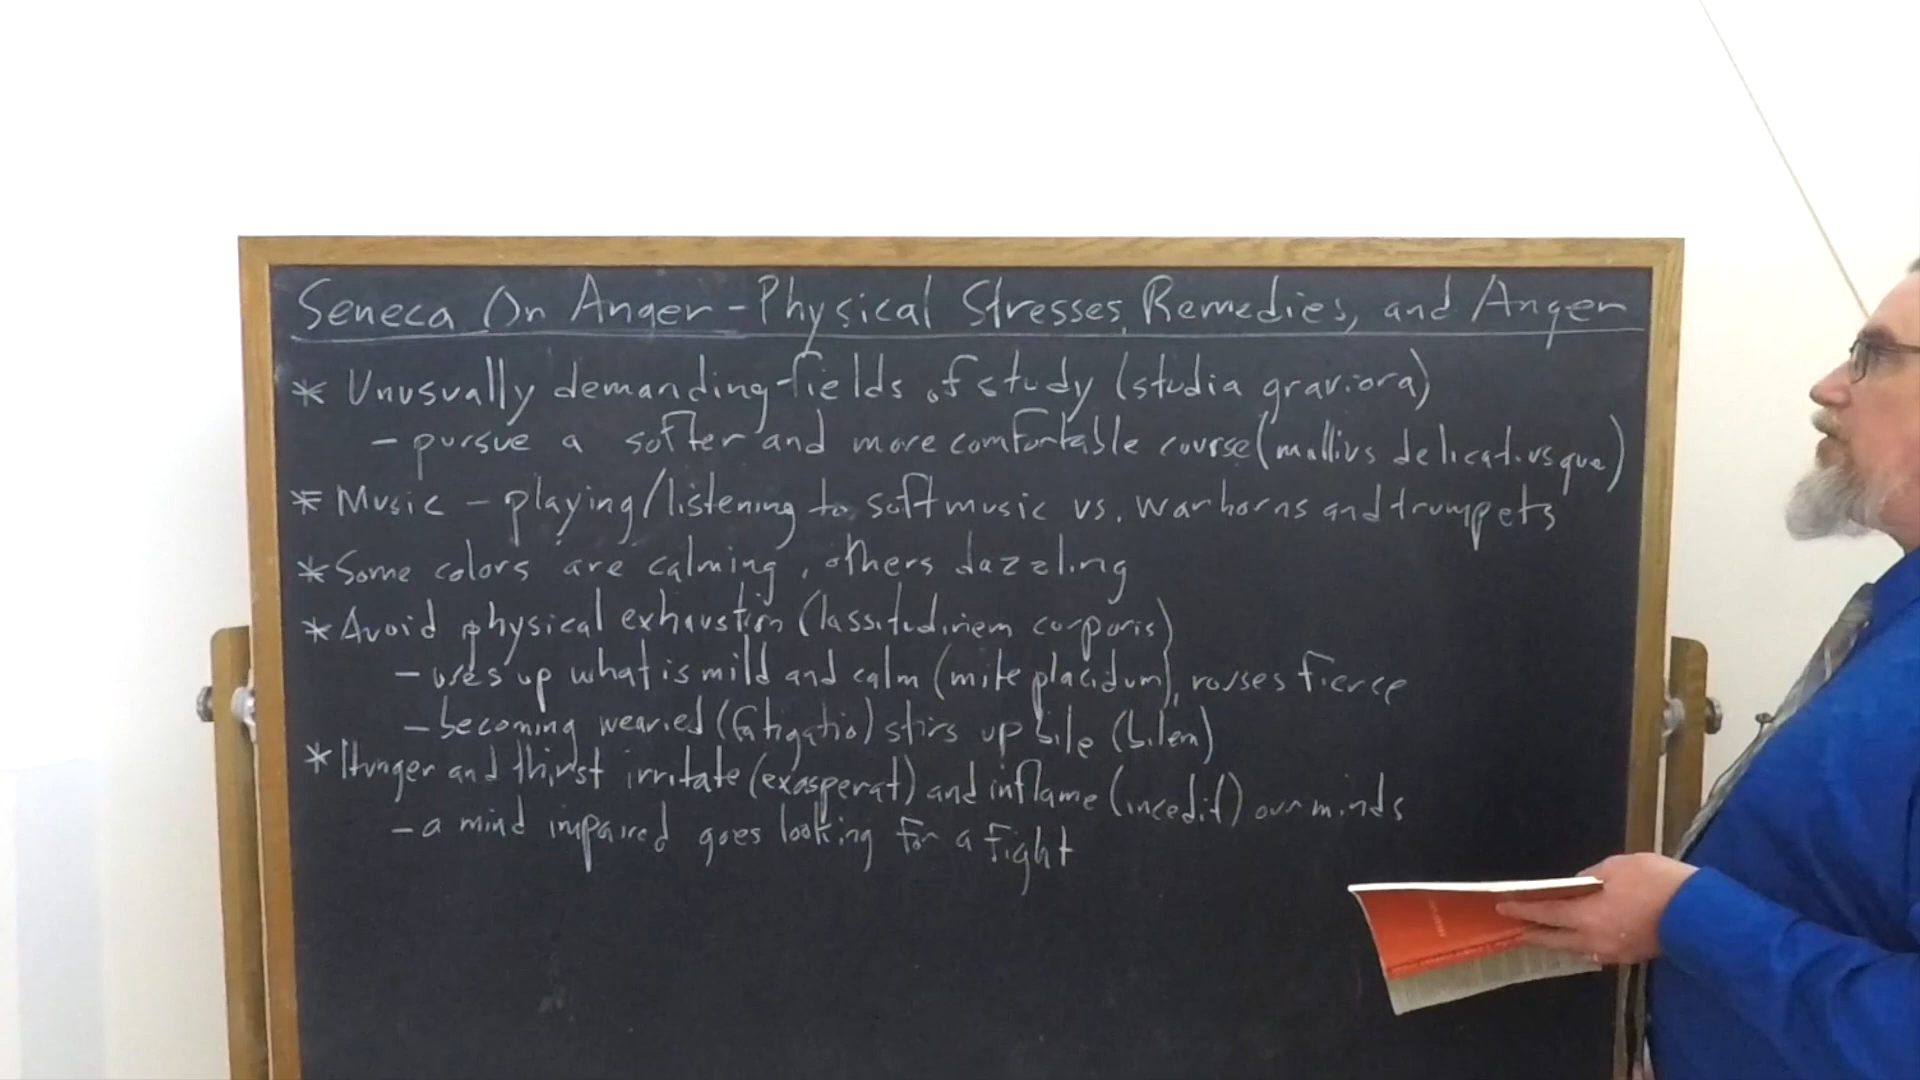 Seneca On Anger - Physical Stresses, Remedies, and Anger
* Unusually demanding fields of study (studia graviora)
- pursue a softer and more comfortable course (mollius delicatiusque)
* Music - playing/listening to soft music vs. warhorns and trumpets
* Some colors are calming, others dazzling
* Avoid physical exhaustion (lassitudinem corporis)
- uses up what is mild and calm (mite placidum), rouses fierce
- becoming wearied (fatigatio) stirs up bile (bilem)
* Hunger and thirst irritate (exasperat) and inflame (incedit) our minds
- a mind impaired goes looking for a fight